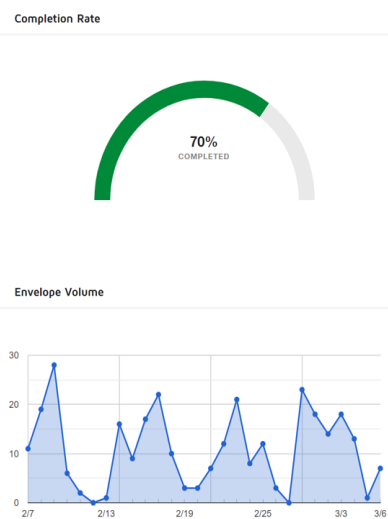 Completion Rate
70%
COMPLETED
Envelope Volume
30
20
10
0
2/7 2/13 2/19 2/25 3/3 3/6